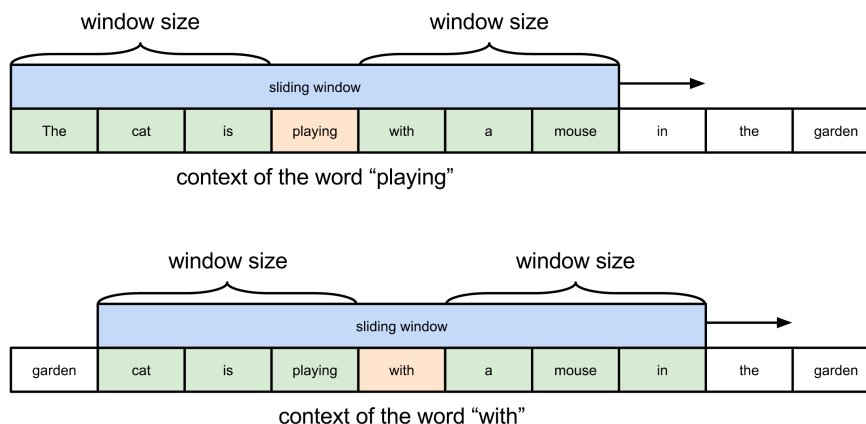 window size window size
sliding window
The cat is playing with a mouse in the garden
context of the word “playing”
window size window size
sliding window
garden cat is playing with a mouse in the garden
context of the word “with”